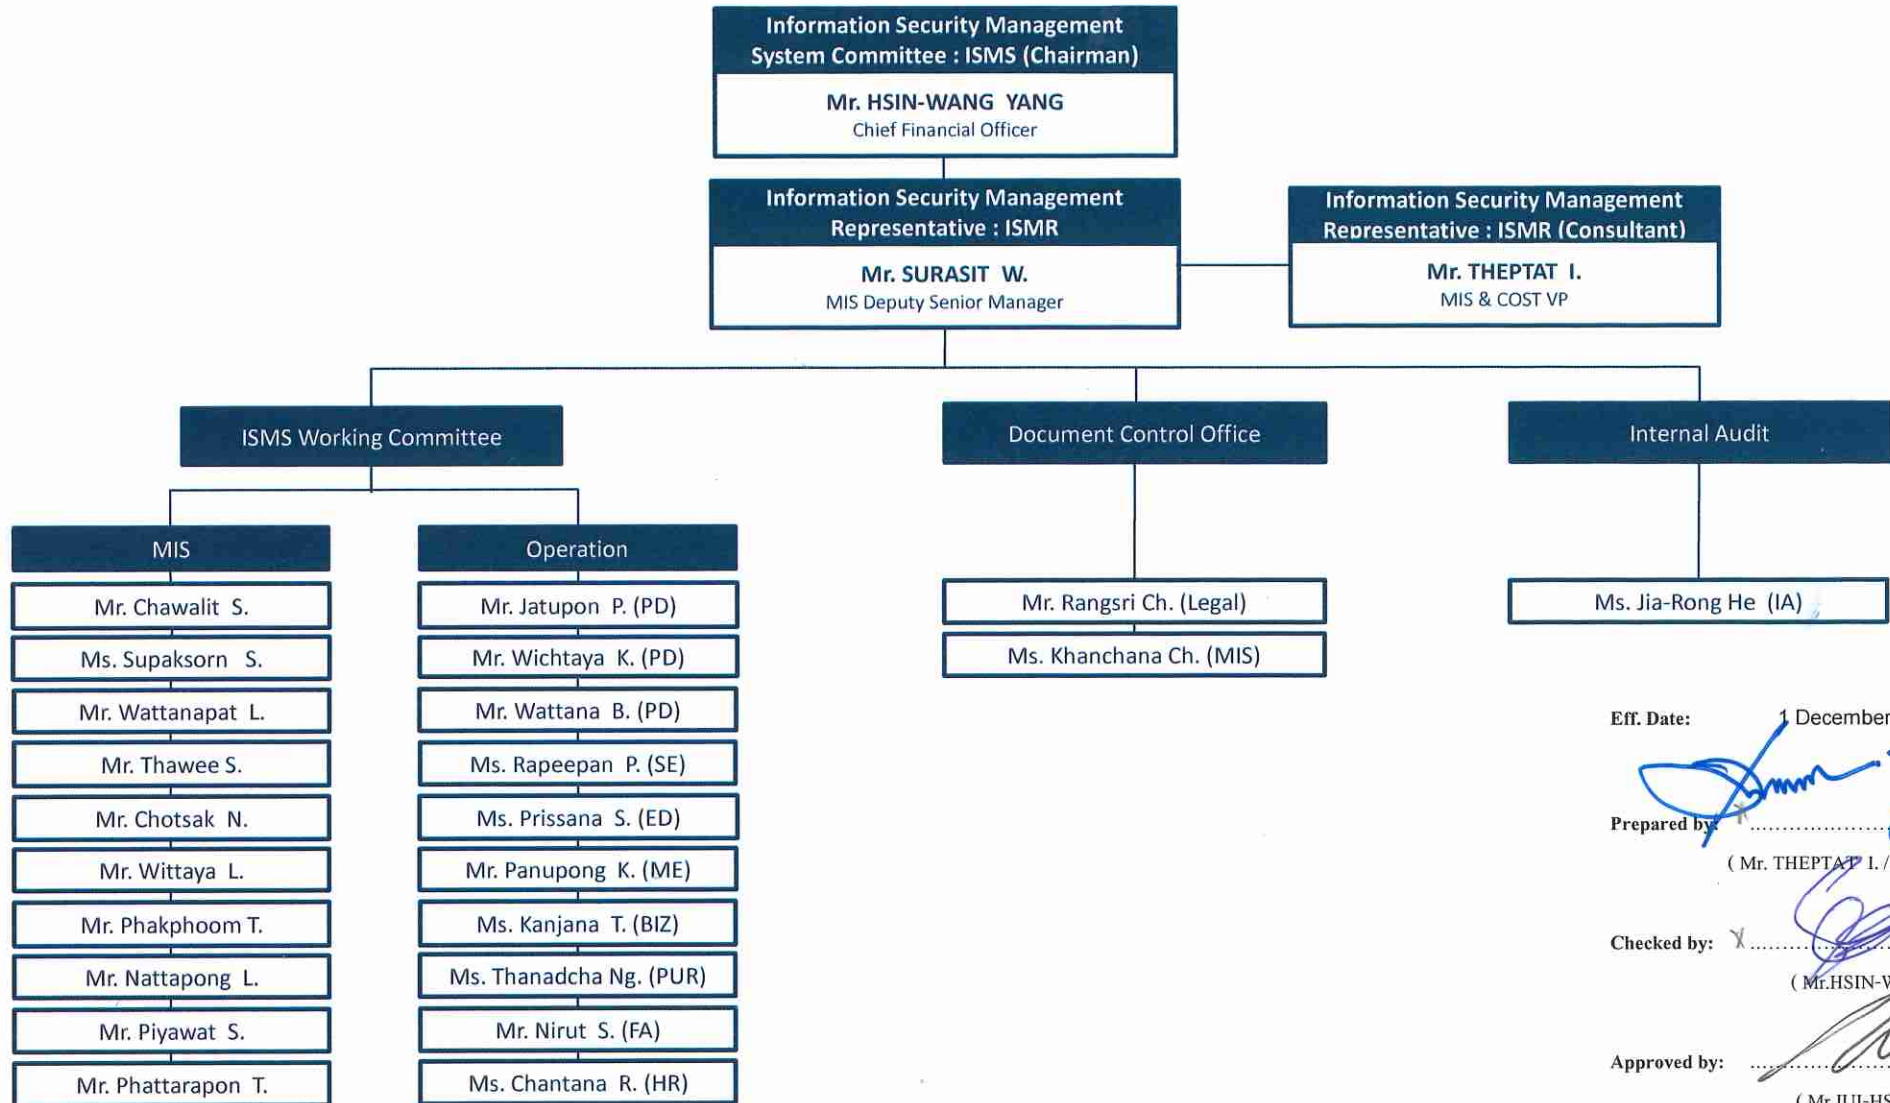 Information Security Management
System Committee : ISMS (Chairman)
Mr. HSIN-WANG YANG
Chief Financial Officer
Information Security Management
Representative : ISMR
Mr. SURASIT W.
MIS Deputy Senior Manager
Information Security Management
Representative : ISMR (Consultant)
Mr. THEPTAT I.
MIS & COST VP
ISMS Working Committee
Document Control Office
Internal Audit
MIS
Mr. Chawalit S.
Ms. Supaksorn S.
Mr. Wattanapat L.
Mr. Thawee S.
Mr. Chotsak N.
Mr. Wittaya L.
Mr. Phakphoom T.
Mr. Nattapong L.
Mr. Piyawat S.
Mr. Phattarapon T.
Operation
Mr. Jatupon P. (PD)
Mr. Wichtaya K. (PD)
Mr. Wattana B. (PD)
Ms. Rapeepan P. (SE)
Ms. Prissana S. (ED)
Mr. Panupong K. (ME)
Ms. Kanjana T. (BIZ)
Ms. Thanadcha Ng. (PUR)
Mr. Nirut S. (FA)
Ms. Chantana R. (HR)
Mr. Rangsri Ch. (Legal)
Ms. Khanchana Ch. (MIS)
Ms. Jia-Rong He (IA)
Eff. Date: 1 December
Prepared by:
( Mr. THEPTAT I. /
Checked by:
( Mr.HSIN-W
Approved by:
( Mr.JUI-HS